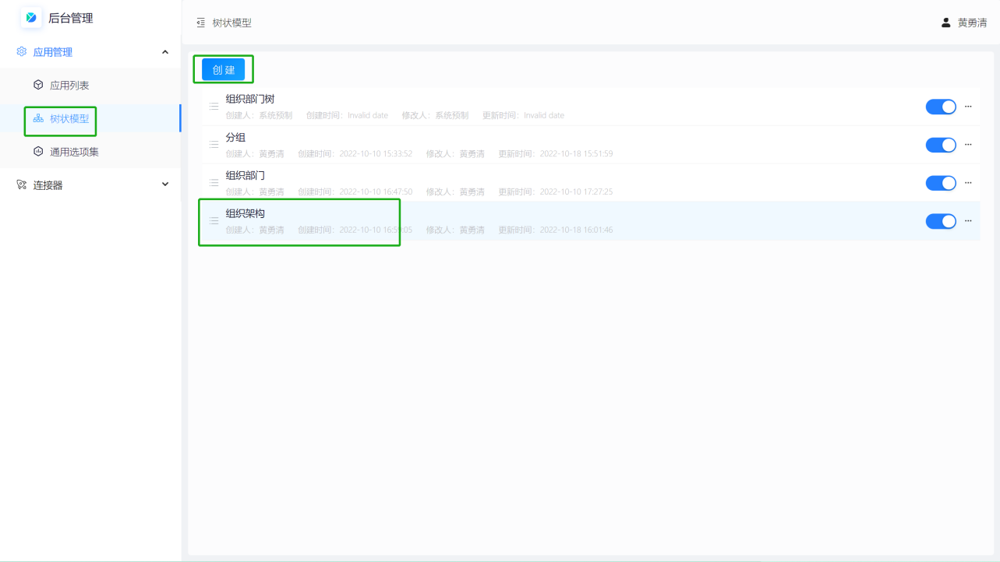 后台管理
树状模型
黄勇清
应用管理
应用列表
树状模型
通用选项集
连接器
创 建
组织部门树
创建人：系统预制 创建时间：Invalid date 修改人：系统预制 更新时间：Invalid date
分组
创建人：黄勇清 创建时间：2022-10-10 15:33:52 修改人：黄勇清 更新时间：2022-10-18 15:51:59
组织部门
创建人：黄勇清 创建时间：2022-10-10 16:47:50 修改人：黄勇清 更新时间：2022-10-10 17:27:25
组织架构
创建人：黄勇清 创建时间：2022-10-10 16:59:05 修改人：黄勇清 更新时间：2022-10-18 16:01:46